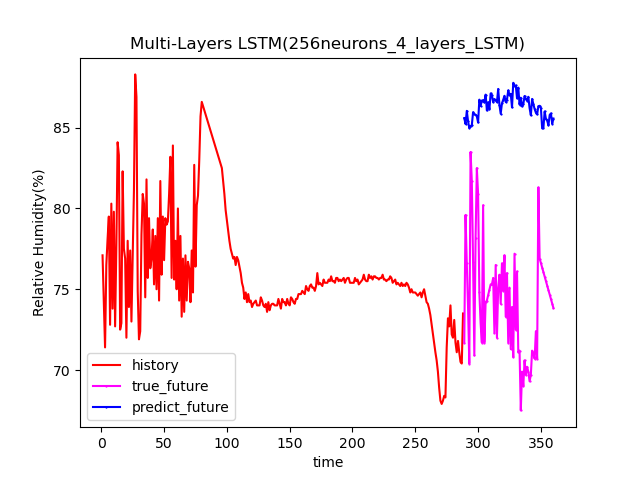 Multi-Layers LSTM(256neurons_4_layers_LSTM)
Relative Humidity(%)
85
80
75
70
history
true_future
predict_future
0 50 100 150 200 250 300 350
time